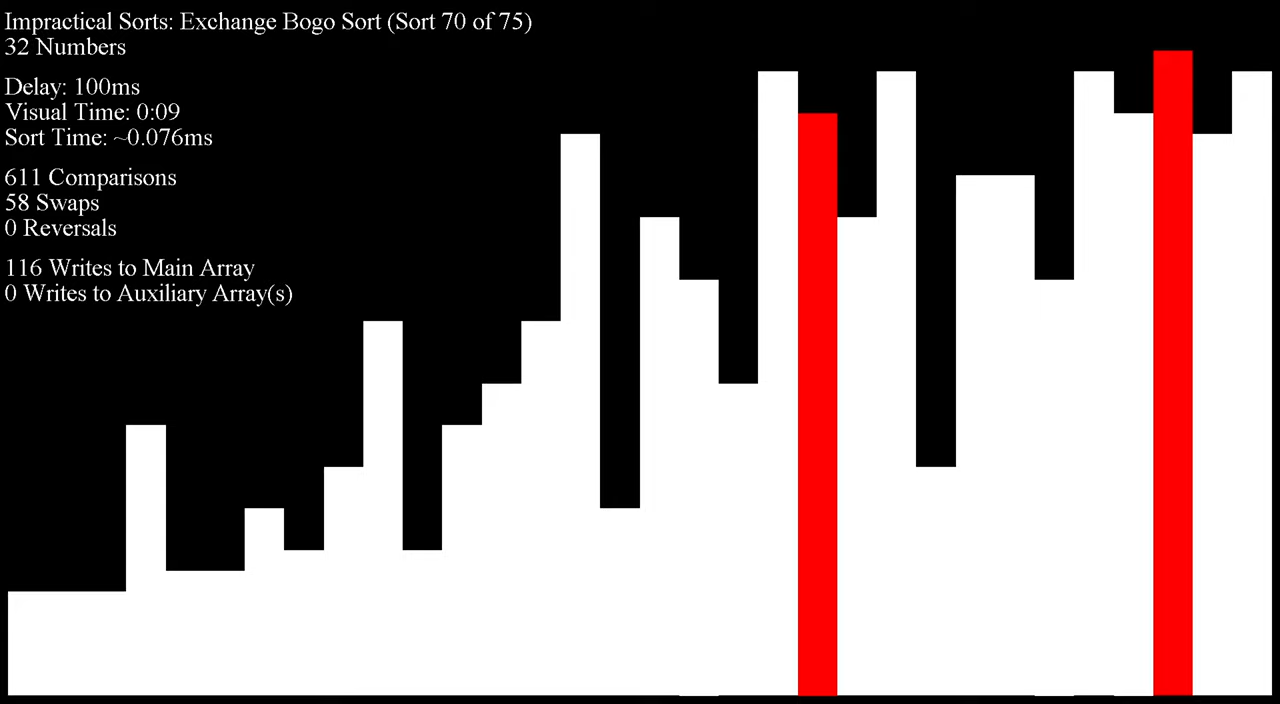 Impractical Sorts: Exchange Bogo Sort (Sort 70 of 75)
32 Numbers
Delay: 100ms
Visual Time: 0:09
Sort Time: ~0.076ms
611 Comparisons
58 Swaps
0 Reversals
116 Writes to Main Array
0 Writes to Auxiliary Array(s)